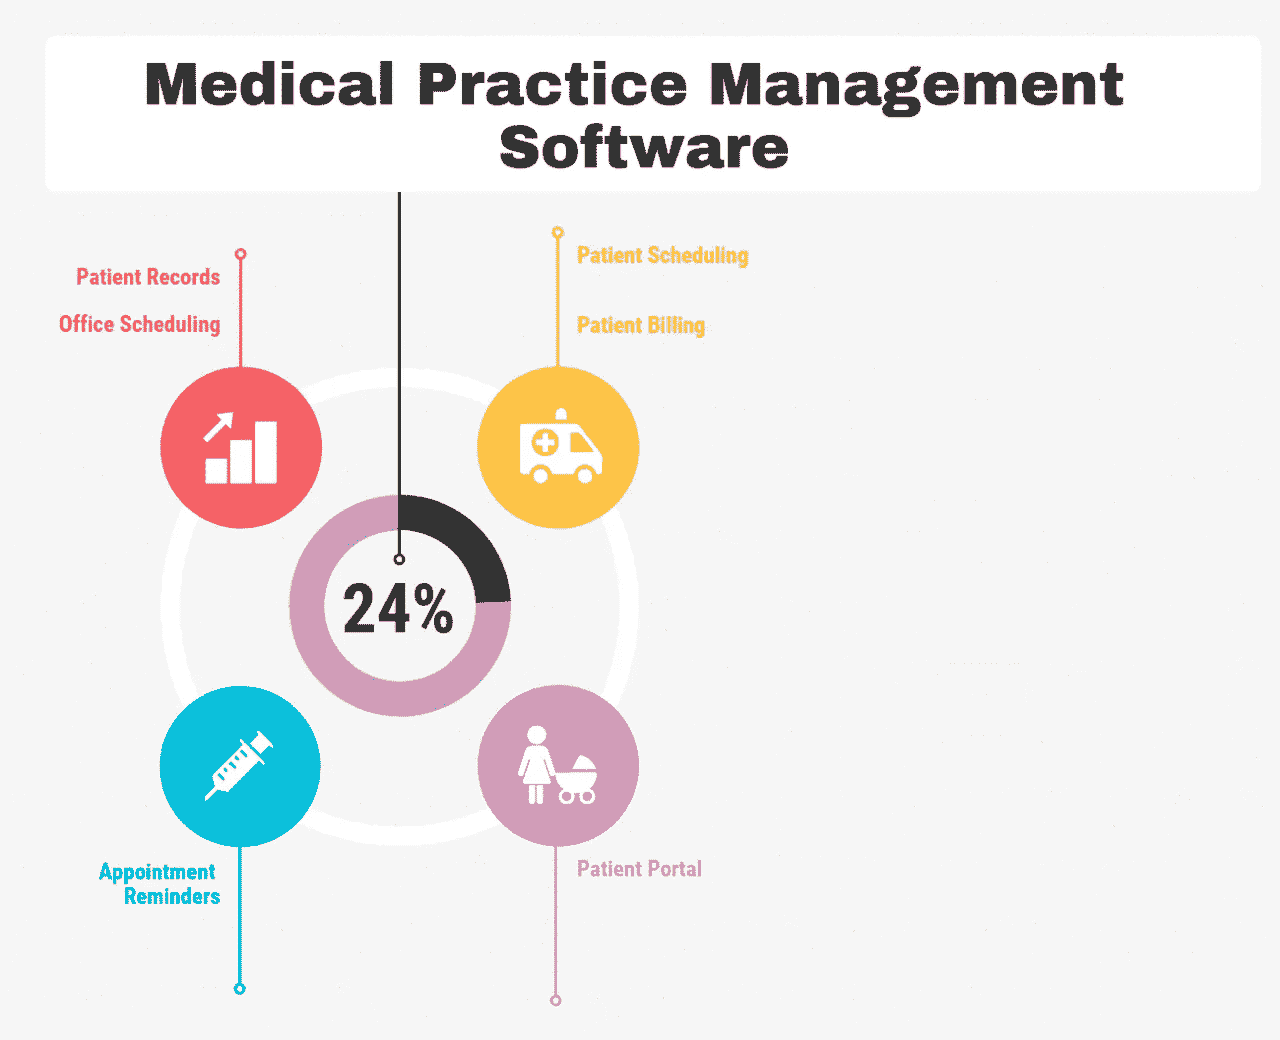 Medical Practice Management
Software
Patient Records
Office Scheduling
Patient Scheduling
Patient Billing
24%
Appointment
Reminders
Patient Portal